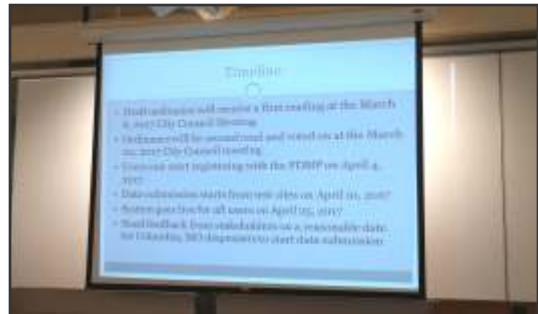 Timeline
• Draft ordinance will receive a first reading at the March
2017 City Council Meeting
• Ordinance will be second read and voted on at the March
2017 City Council meeting
• Users can start registering with the PDMP on April 4,
2017
• Data submission starts from test sites on April 10, 2017
• System goes live for all users on April 25, 2017
• Need feedback from stakeholders on a reasonable date
for Columbia, MO dispensers to start data submission